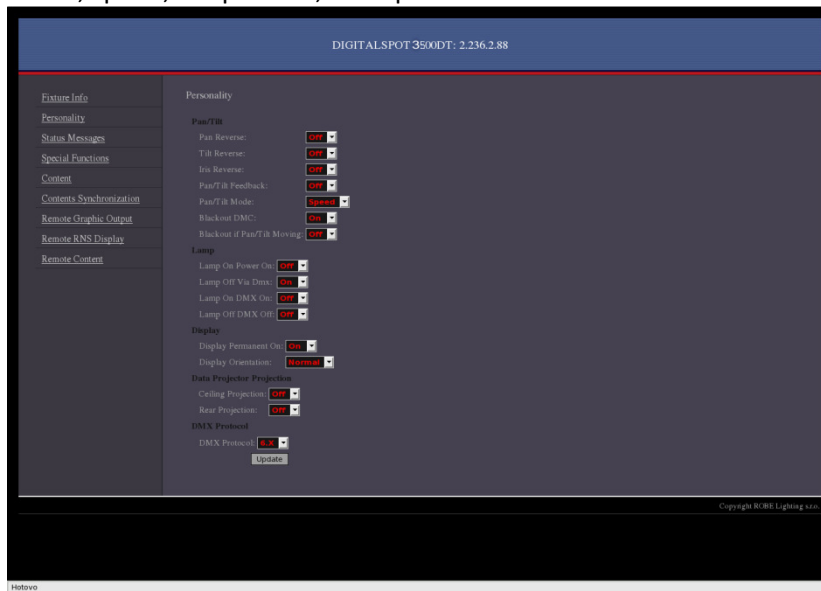 DIGITALSPOT 3500DT: 2.236.2.88
Fixture Info
Personality
Status Messages
Special Functions
Content
Contents Synchronization
Remote Graphic Output
Remote RNS Display
Remote Content
Personality
Pan/Tilt
Pan Reverse: Off
Tilt Reverse: Off
Iris Reverse: Off
Pan/Tilt Feedback: Off
Pan/Tilt Mode: Speed
Blackout DMC: On
Blackout if Pan/Tilt Moving: Off
Lamp
Lamp On Power On: Off
Lamp Off Via Dmx: On
Lamp On DMX On: Off
Lamp Off DMX Off: Off
Display
Display Permanent On: On
Display Orientation: Normal
Data Projector Projection
Ceiling Projection: Off
Rear Projection: Off
DMX Protocol
DMX Protocol: 6.X
Update
Copyright ROBE Lighting s.r.o.
Hotovo